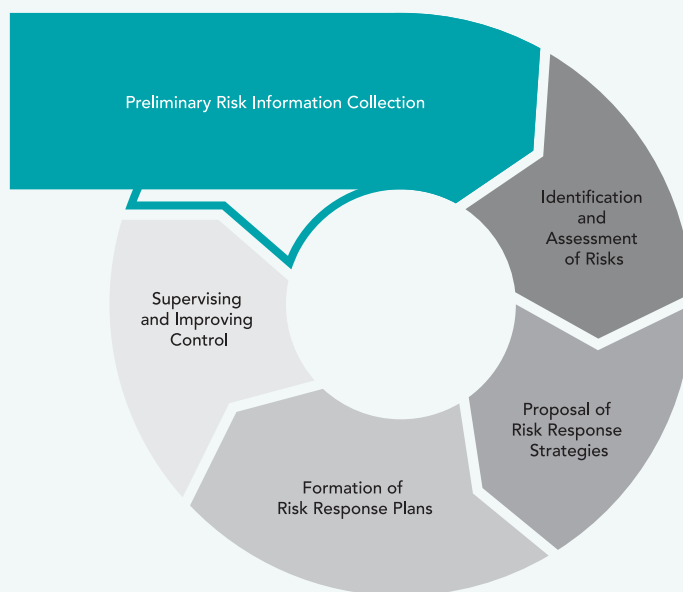 Preliminary Risk Information Collection
Identification
and
Assessment
of Risks
Proposal of
Risk Response
Strategies
Formation of
Risk Response Plans
Supervising
and Improving
Control